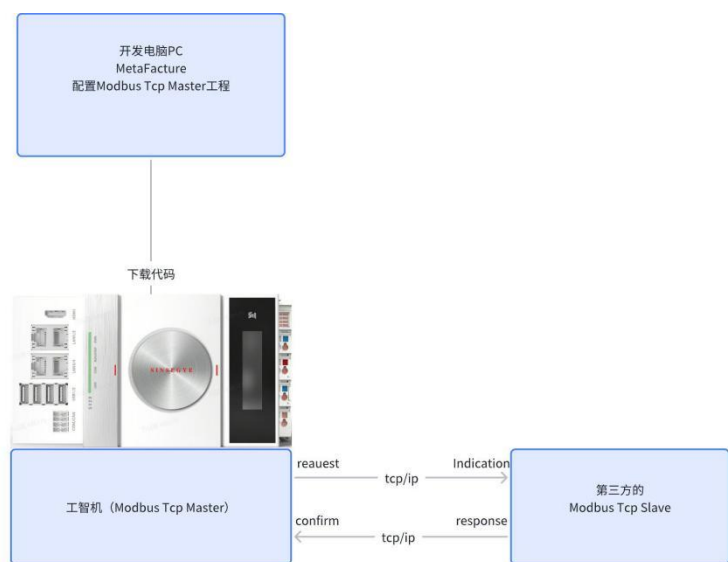 开发电脑PC
MetaFacture
配置Modbus Tcp Master工程
下载代码
SINSEGYE
工智机（Modbus Tcp Master）
reauest
tcp/ip
Indication
confirm
tcp/ip
response
第三方的
Modbus Tcp Slave